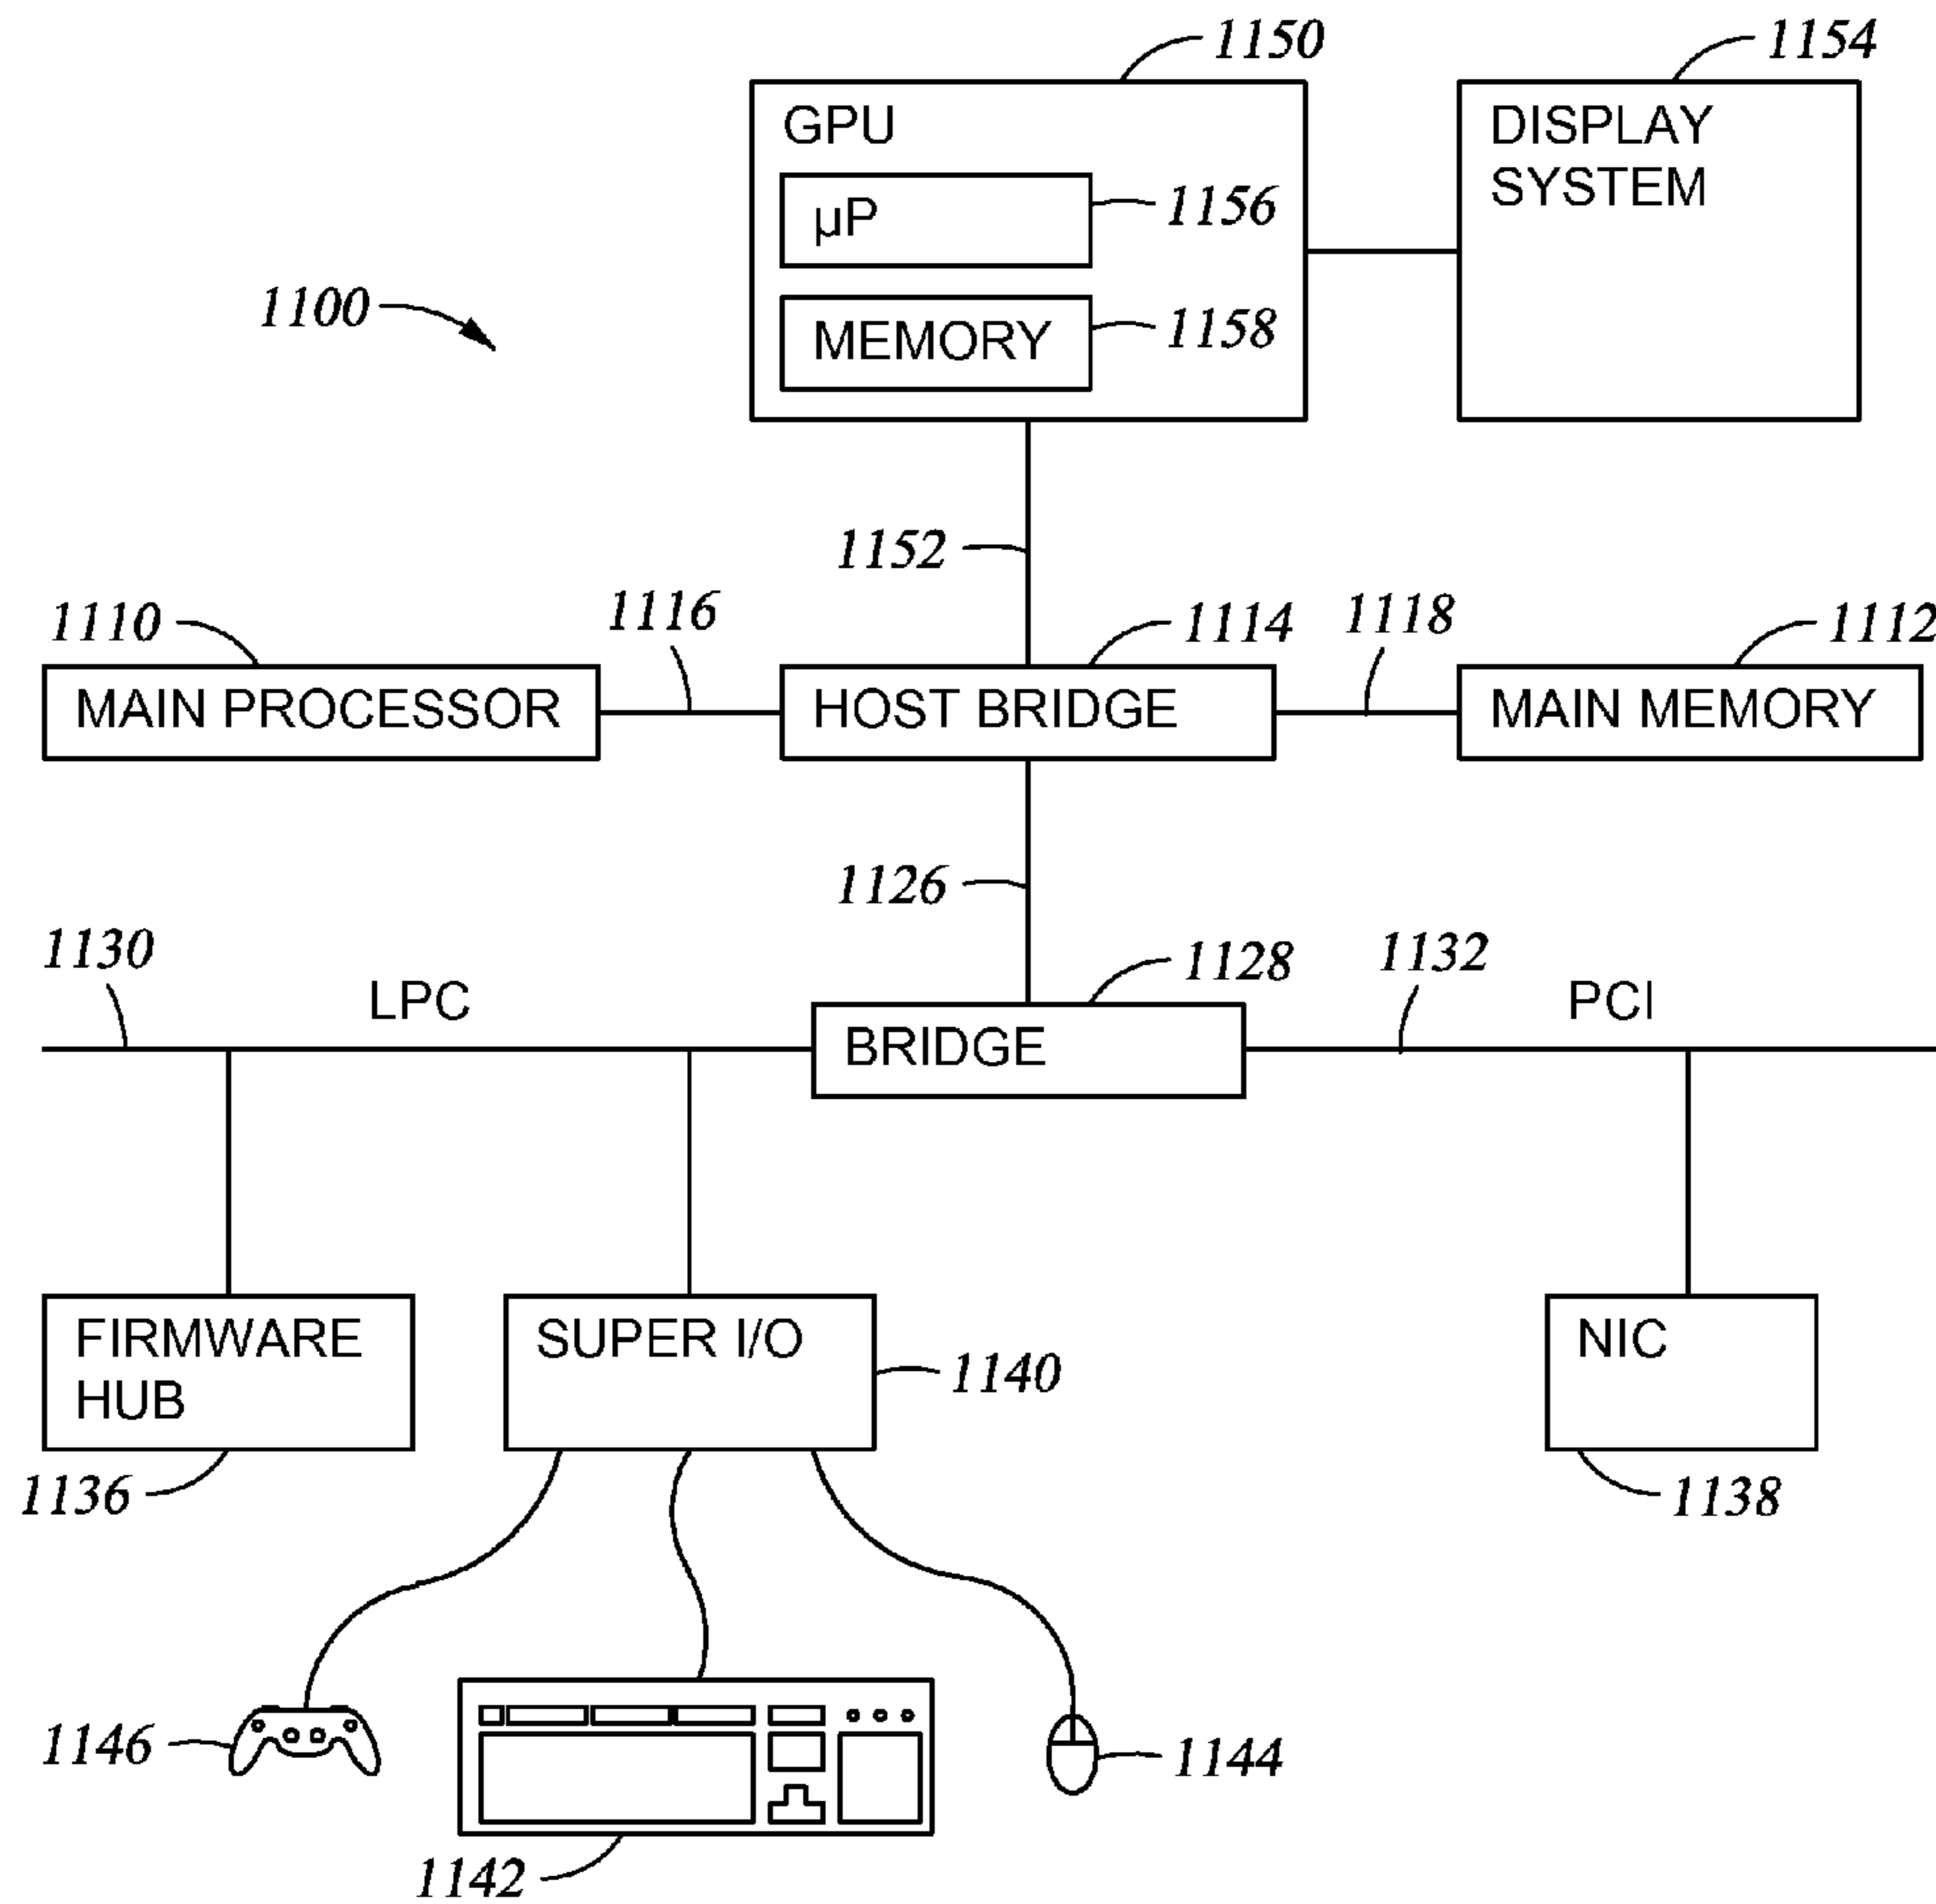 1150
1154
GPU
DISPLAY
SYSTEM
µP
1156
1100
MEMORY
1158
1152
1110
1116
1114
1118
1112
MAIN PROCESSOR
HOST BRIDGE
MAIN MEMORY
1126
1130
LPC
1128
1132
PCI
BRIDGE
FIRMWARE
HUB
SUPER I/O
1140
NIC
1136
1138
1146
1144
1142